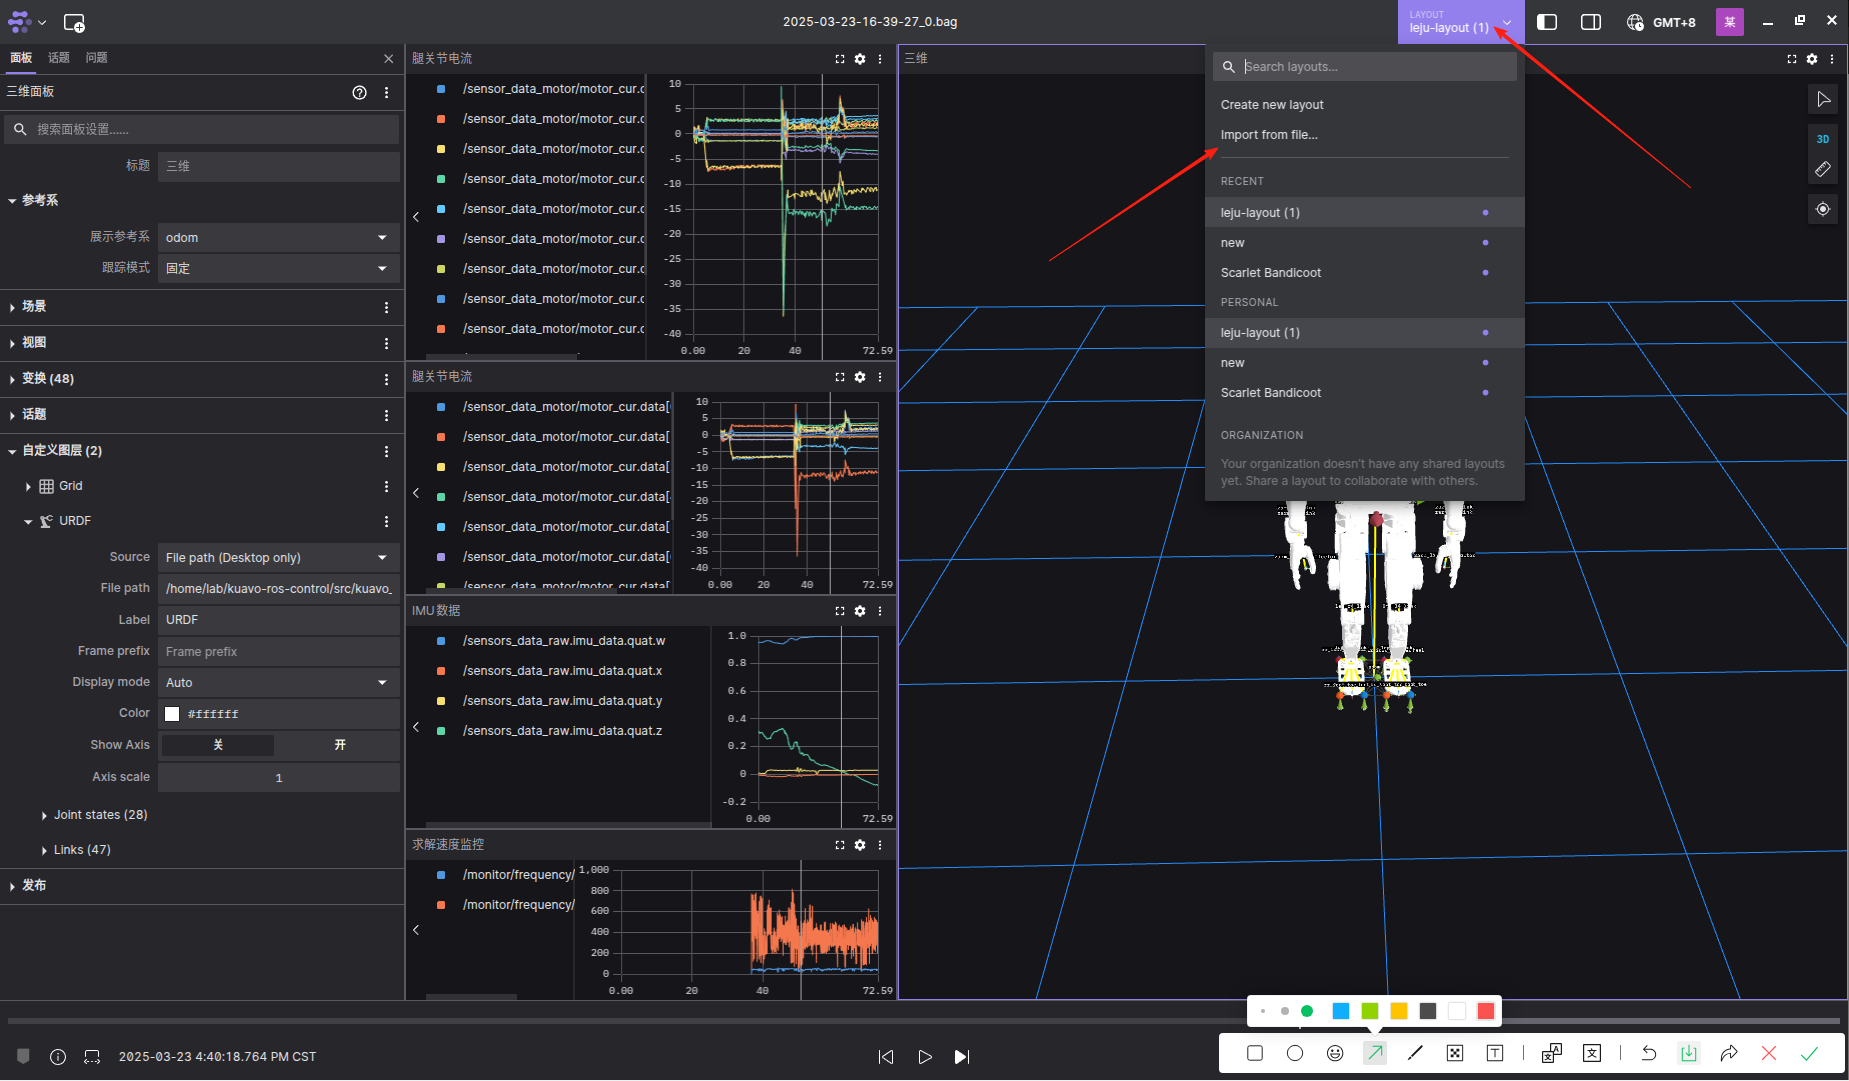 2025-03-23-16-39-27_0.bag
LAYOUT
leju-layout (1)
GMT+8
某
面板
话题
问题
三维面板
搜索面板设置......
标题
三维
参考系
展示参考系
odom
跟踪模式
固定
场景
视图
变换 (48)
话题
自定义图层 (2)
Grid
URDF
Source
File path (Desktop only)
File path
/home/lab/kuavo-ros-control/src/kuavo_
Label
URDF
Frame prefix
Frame prefix
Display mode
Auto
Color
#ffffff
Show Axis
关
开
Axis scale
1
Joint states (28)
Links (47)
发布
腿关节电流
/sensor_data_motor/motor_cur.c
/sensor_data_motor/motor_cur.c
/sensor_data_motor/motor_cur.c
/sensor_data_motor/motor_cur.c
/sensor_data_motor/motor_cur.c
/sensor_data_motor/motor_cur.c
/sensor_data_motor/motor_cur.c
/sensor_data_motor/motor_cur.c
/sensor_data_motor/motor_cur.c
10
5
0
-5
-10
-15
-20
-25
-30
-35
-40
0.00
20
40
72.59
腿关节电流
/sensor_data_motor/motor_cur.data[
/sensor_data_motor/motor_cur.data[
/sensor_data_motor/motor_cur.data[
/sensor_data_motor/motor_cur.data[
/sensor_data_motor/motor_cur.data[
/sensor_data_motor/motor_cur.data[
/sensor_data_motor/motor_cur.data[
10
5
0
-5
-10
-15
-20
-25
-30
-35
-40
0.00
20
40
72.59
IMU数据
/sensors_data_raw.imu_data.quat.w
/sensors_data_raw.imu_data.quat.x
/sensors_data_raw.imu_data.quat.y
/sensors_data_raw.imu_data.quat.z
1.0
0.8
0.6
0.4
0.2
0
-0.2
0.00
72.59
求解速度监控
/monitor/frequency/
/monitor/frequency/
1,000
800
600
400
200
0
0.00
20
40
72.59
三维
3D
Search layouts...
Create new layout
Import from file...
RECENT
leju-layout (1)
new
Scarlet Bandicoot
PERSONAL
leju-layout (1)
new
Scarlet Bandicoot
ORGANIZATION
Your organization doesn't have any shared layouts
yet. Share a layout to collaborate with others.
2025-03-23 4:40:18.764 PM CST
T
文
A
文